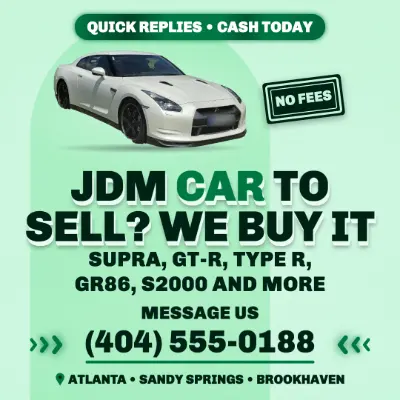 QUICK REPLIES • CASH TODAY
NO FEES
JDM CAR TO
SELL? WE BUY IT
SUPRA, GT-R, TYPE R,
GR86, S2000 AND MORE
MESSAGE US
(404) 555-0188
ATLANTA • SANDY SPRINGS • BROOKHAVEN